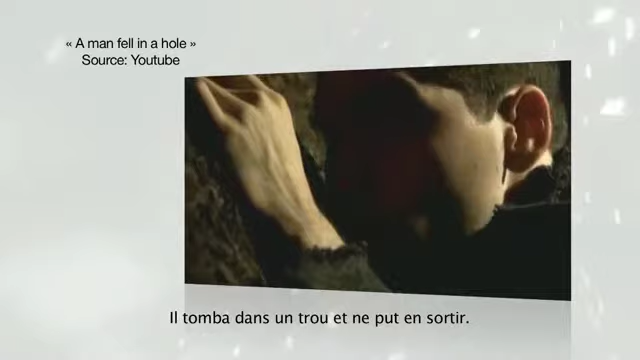 « A man fell in a hole »
Source: Youtube
Il tomba dans un trou et ne put en sortir.